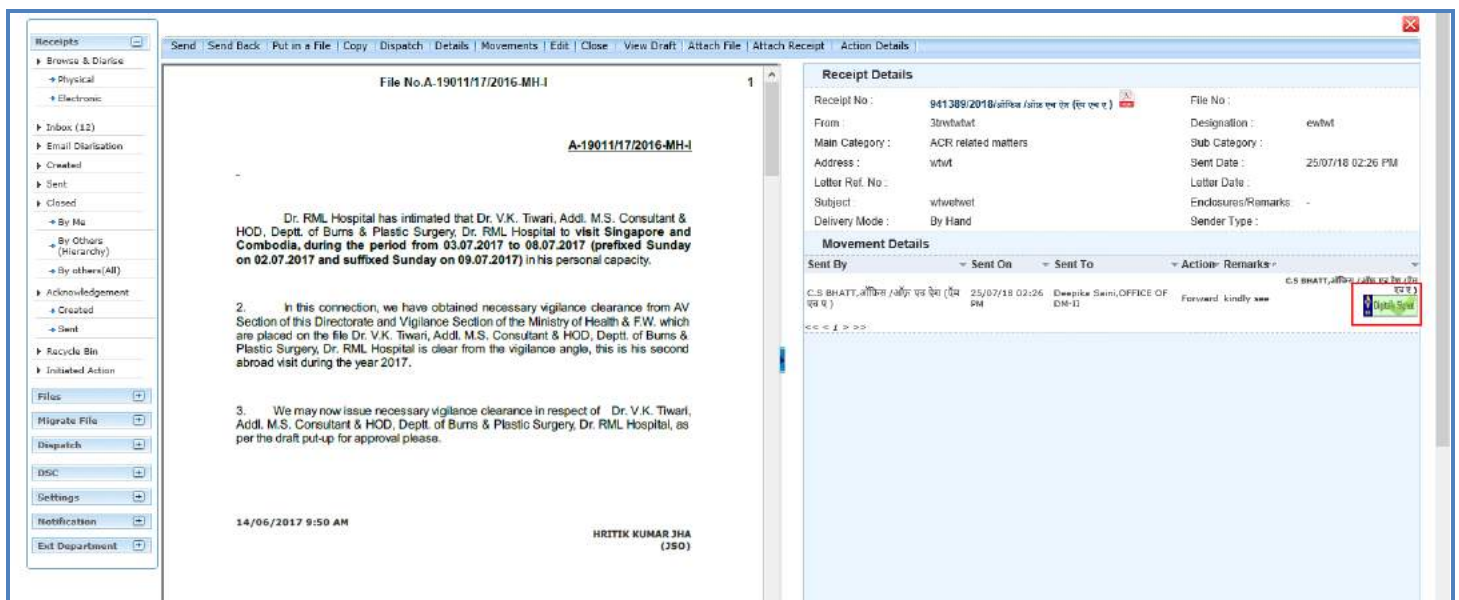 Receipts
Browse & Diarise
Physical
Electronic
Inbox (12)
Email Diarisation
Created
Sent
Closed
By Me
By Others
(Hierarchy)
By others(All)
Acknowledgement
Created
Sent
Recycle Bin
Initiated Action
Files
Migrate File
Dispatch
DSC
Settings
Notification
Ext Department
Send | Send Back | Put in a File | Copy | Dispatch | Details | Movements | Edit | Close | View Draft | Attach File | Attach Receipt | Action Details |
File No.A-19011/17/2016-MH-I 1
A-19011/17/2016-MH-I
Dr. RML Hospital has intimated that Dr. V.K. Tiwari, Addl. M.S. Consultant &
HOD, Deptt. of Burns & Plastic Surgery, Dr. RML Hospital to visit Singapore and
Combodia, during the period from 03.07.2017 to 08.07.2017 (prefixed Sunday
on 02.07.2017 and suffixed Sunday on 09.07.2017) in his personal capacity.
2. In this connection, we have obtained necessary vigilance clearance from AV
Section of this Directorate and Vigilance Section of the Ministry of Health & F.W. which
are placed on the file Dr. V.K. Tiwari, Addl. M.S. Consultant & HOD, Deptt. of Burns &
Plastic Surgery, Dr. RML Hospital is clear from the vigilance angle, this is his second
abroad visit during the year 2017.
3. We may now issue necessary vigilance clearance in respect of Dr. V.K. Tiwari,
Addl. M.S. Consultant & HOD, Deptt. of Burns & Plastic Surgery, Dr. RML Hospital, as
per the draft put-up for approval please.
14/06/2017 9:50 AM
HRITIK KUMAR JHA
(JSO)
Receipt Details
Receipt No : 941389/2018/ऑफिस File No :
From : 3trwtwtwt Designation : ewtwt
Main Category : ACR related matters Sub Category :
Address : wtwt Sent Date : 25/07/18 02:26 PM
Letter Ref. No : Letter Date :
Subject : wtwetwet Enclosures/Remarks -
Delivery Mode : By Hand Sender Type :
Movement Details
Sent By Sent On Sent To Action Remarks
C.S BHATT,
C.S BHATT,ऑफिस 25/07/18 02:26 Deepika Saini,OFFICE OF Forward kindly see
PM DM-II
<< < 1 > >>